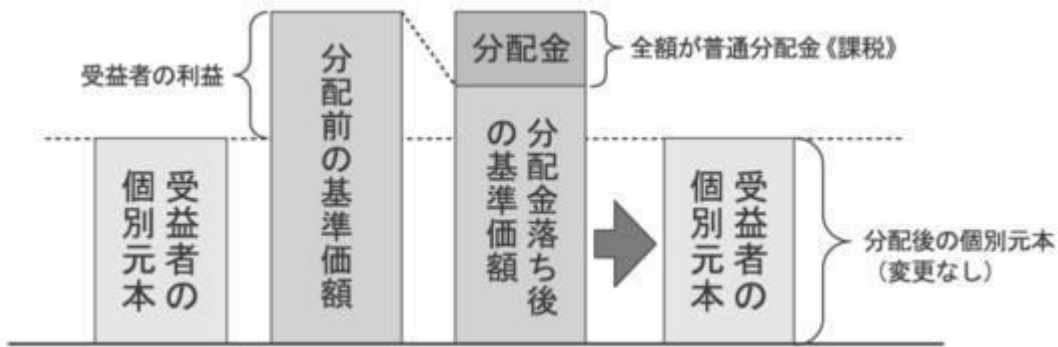 受益者の利益
分配前の基準価額
分配金
全額が普通分配金《課税》
受益者の
個別元本
分配金落ち後
の基準価額
受益者の
個別元本
分配後の個別元本
（変更なし）